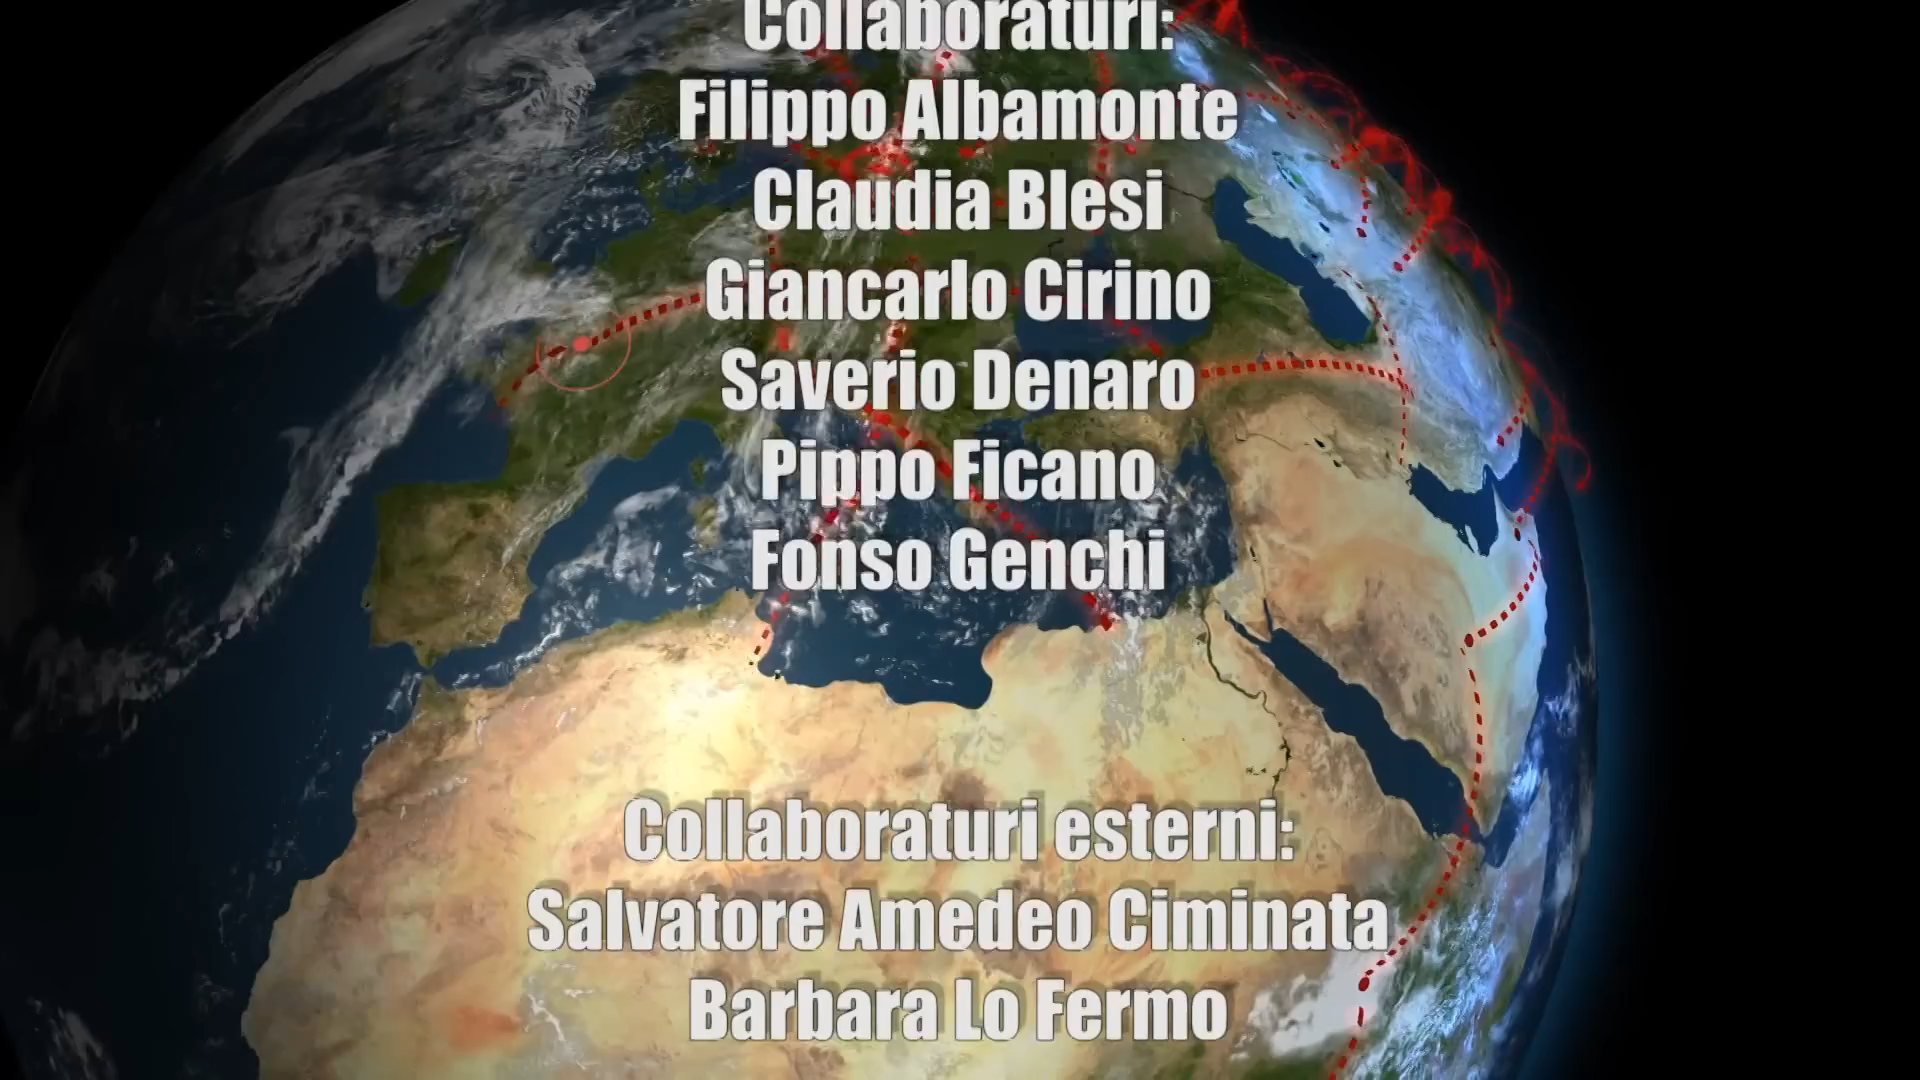 Collaboraturi:
Filippo Albamonte
Claudia Blesi
Giancarlo Cirino
Saverio Denaro
Pippo Ficano
Fonso Genchi
Collaboraturi esterni:
Salvatore Amedeo Ciminata
Barbara Lo Fermo